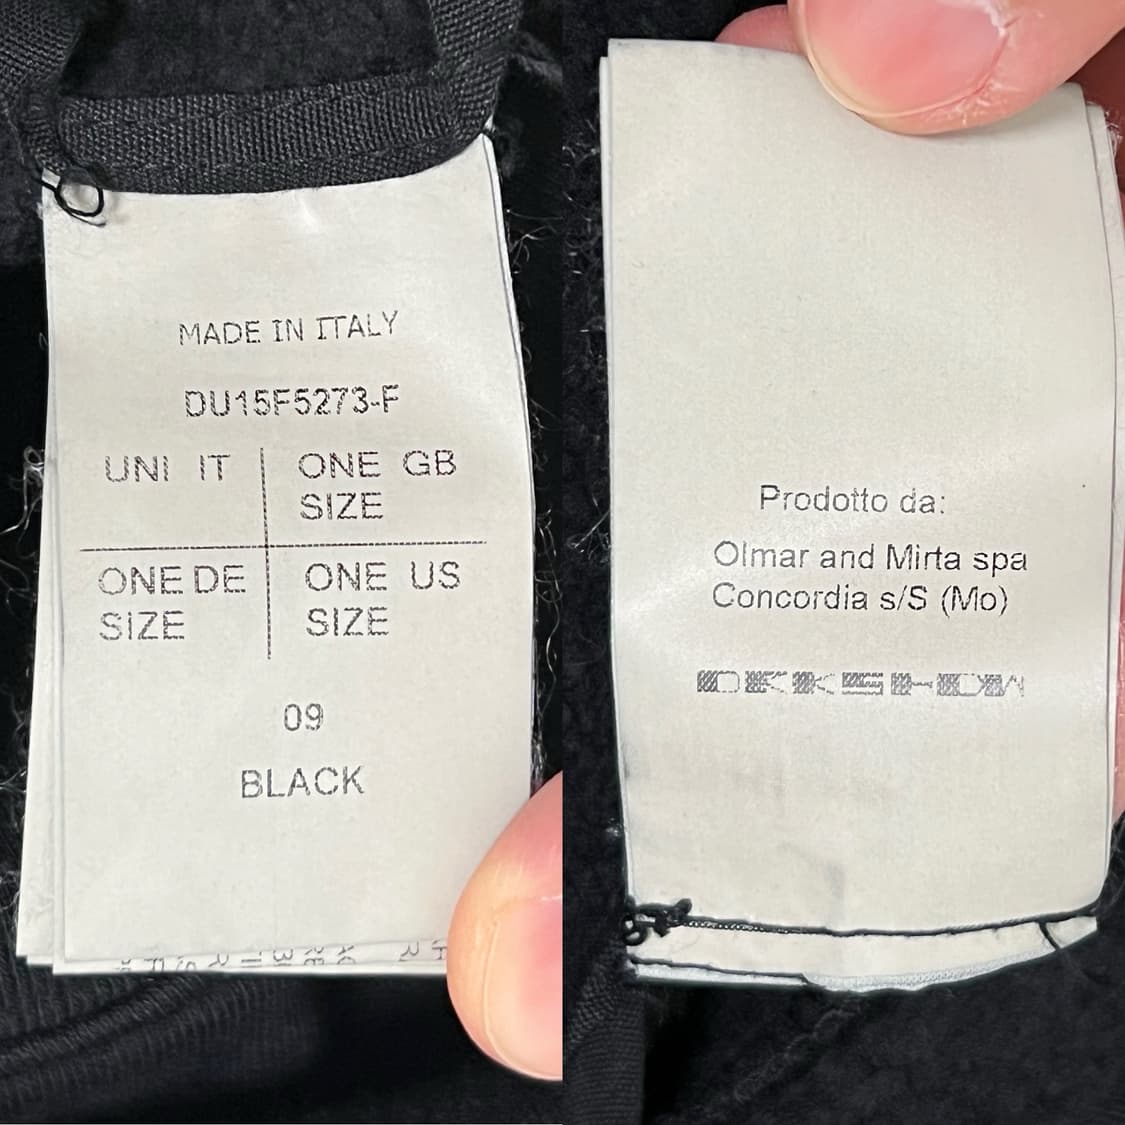 MADE IN ITALY
DU15F5273-F
UNI IT
ONE GB
SIZE
ONE DE
SIZE
ONE US
SIZE
09
BLACK
Prodotto da:
Olmar and Mirta spa
Concordia s/S (Mo)
DRKSHDW